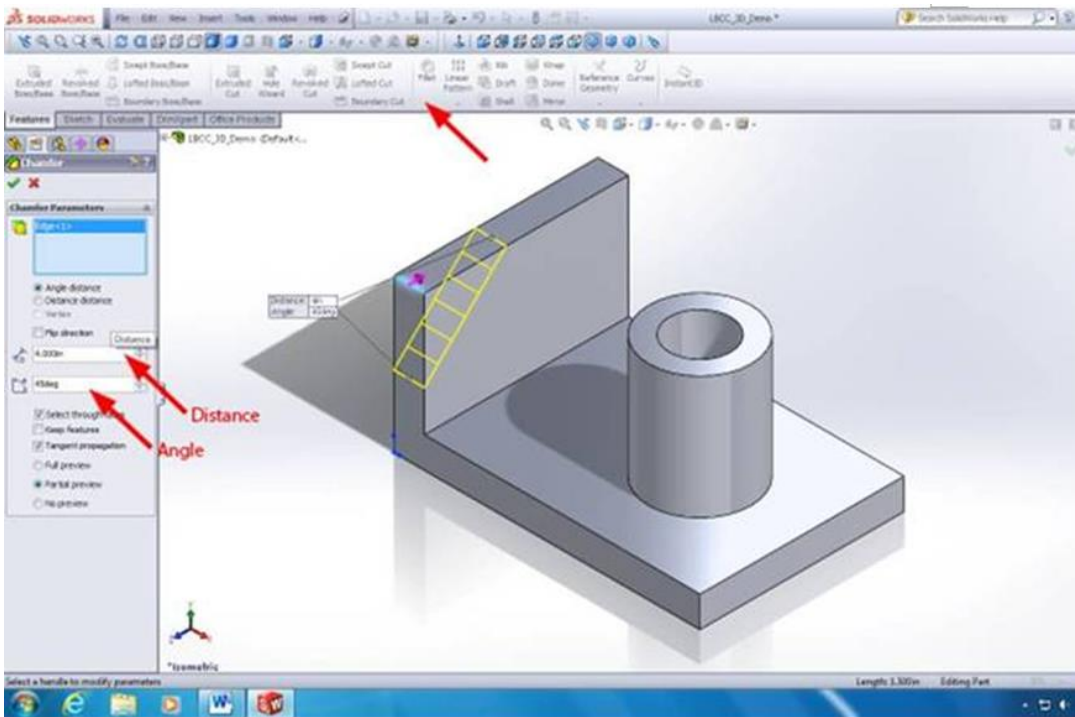 SOLIDWORKS File Edit View Insert Tools Window Help LBCC_3D_Demo * Search SolidWorks Help
Extruded Boss/Base
Revolved Boss/Base
Swept Boss/Base
Lofted Boss/Base
Boundary Boss/Base
Extruded Cut
Hole Wizard
Revolved Cut
Swept Cut
Lofted Cut
Boundary Cut
Fillet
Linear Pattern
Rib
Draft
Shell
Wrap
Dome
Mirror
Reference Geometry
Curves
Instant3D
Features Sketch Evaluate DimXpert Office Products
LBCC_3D_Demo (Default<...
Chamfer
Chamfer Parameters
Edge<1>
Angle distance
Distance distance
Vertex
Flip direction
Distance
4.000in
45deg
Select through faces
Keep features
Tangent propagation
Full preview
Partial preview
No preview
Distance
Angle
Distance: 4in
Angle: 45deg
*Isometric
Select a handle to modify parameters
Length: 1.300in Editing Part